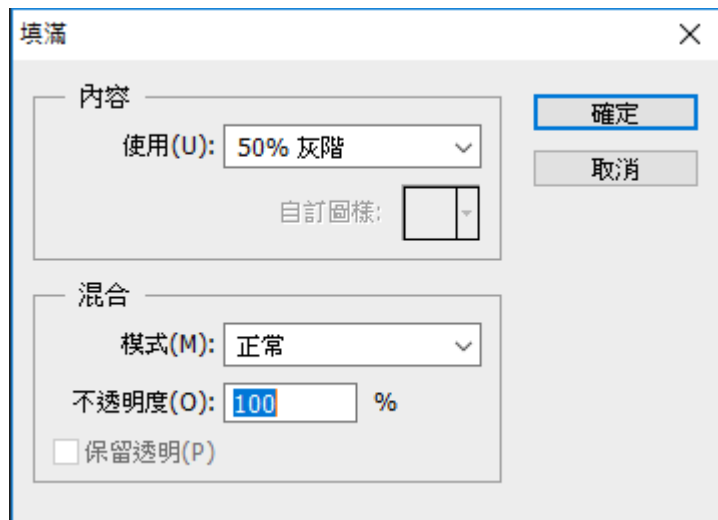 填滿
內容
使用(U): 50% 灰階
自訂圖樣:
確定
取消
混合
模式(M): 正常
不透明度(O): 100 %
保留透明(P)